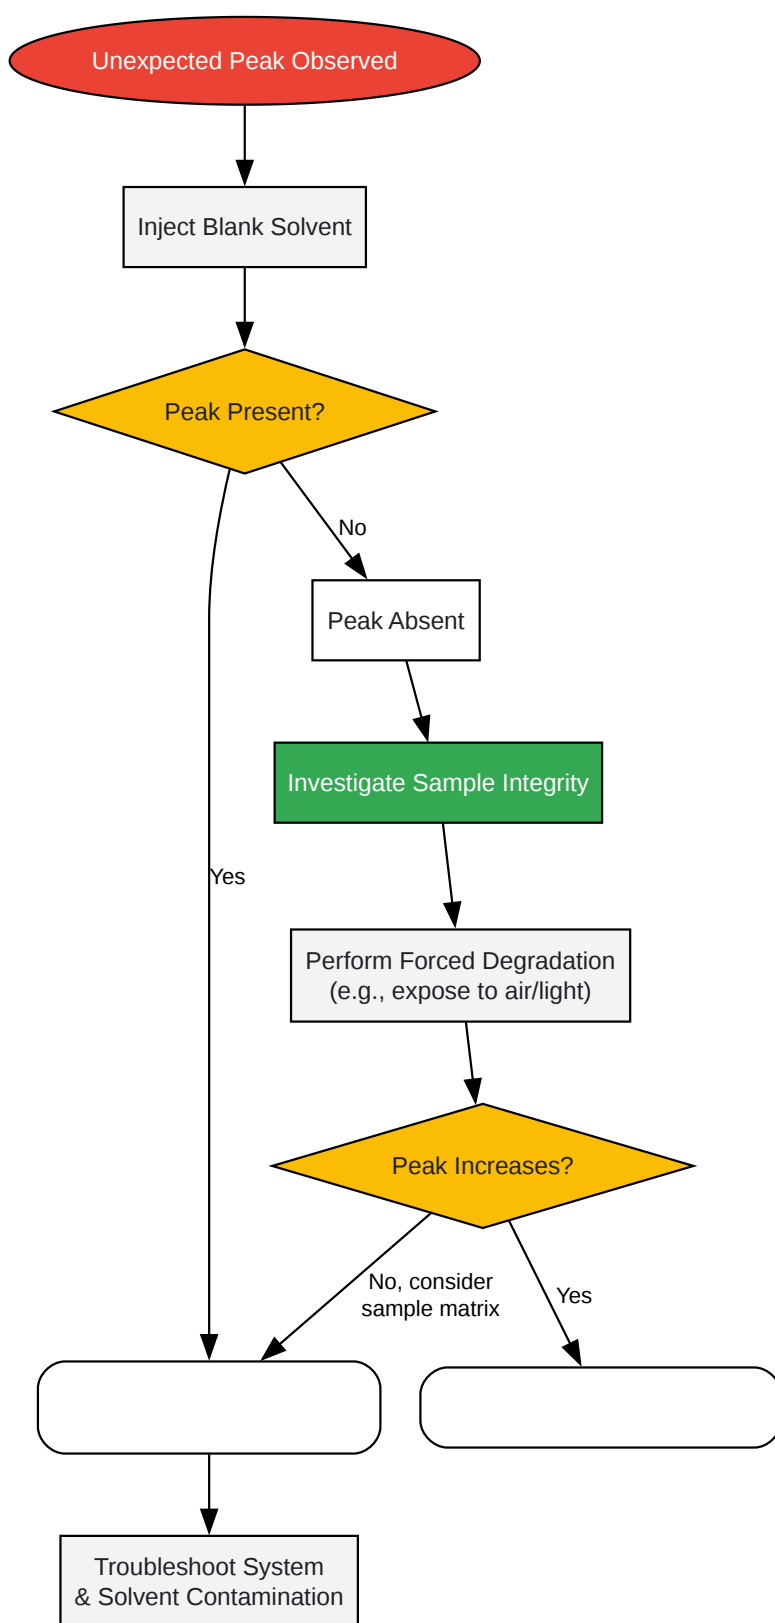 Unexpected Peak Observed
Inject Blank Solvent
Peak Present?
No
Peak Absent
Investigate Sample Integrity
Yes
Perform Forced Degradation
(e.g., expose to air/light)
Peak Increases?
No, consider
sample matrix
Yes
Troubleshoot System
& Solvent Contamination